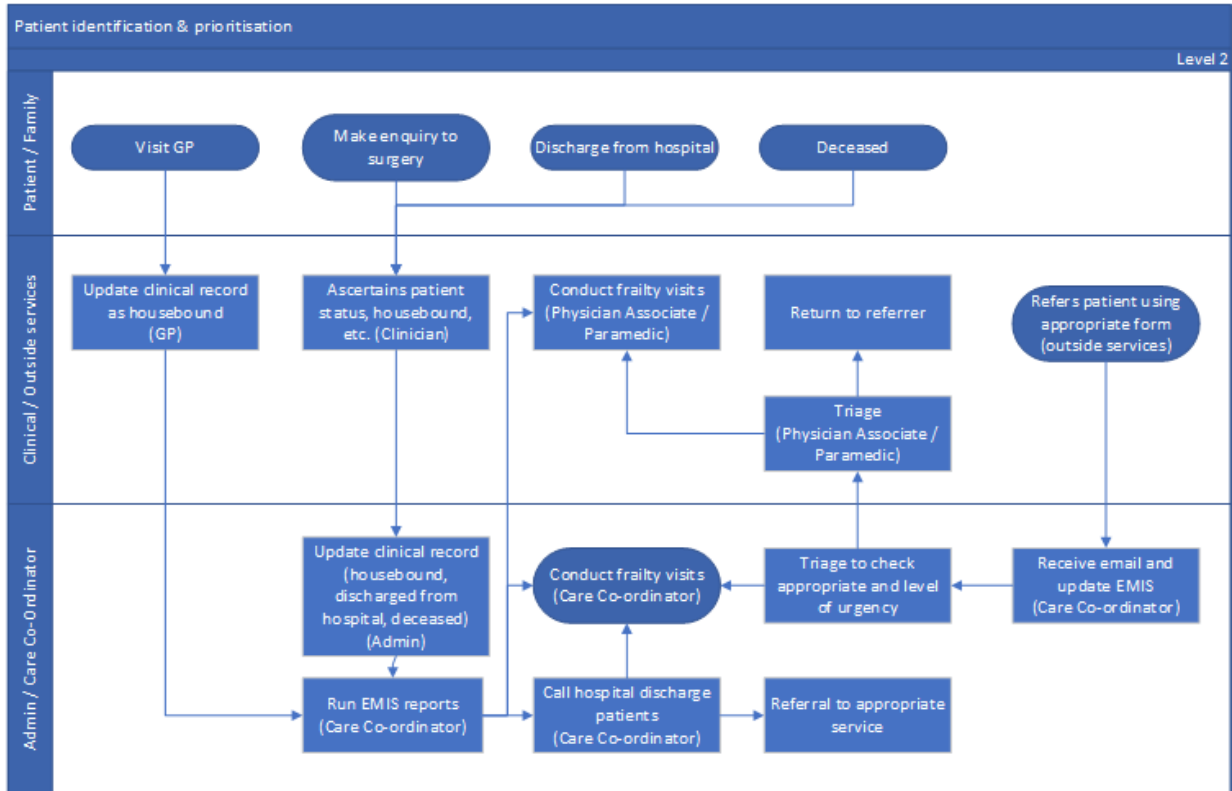 Patient identification & prioritisation
Level 2
Patient / Family
Visit GP
Make enquiry to
surgery
Discharge from hospital
Deceased
Clinical / Outside services
Update clinical record
as housebound
(GP)
Ascertains patient
status, housebound,
etc. (Clinician)
Conduct frailty visits
(Physician Associate /
Paramedic)
Return to referrer
Refers patient using
appropriate form
(outside services)
Triage
(Physician Associate /
Paramedic)
Admin / Care Co-Ordinator
Update clinical record
(housebound,
discharged from
hospital, deceased)
(Admin)
Conduct frailty visits
(Care Co-ordinator)
Triage to check
appropriate and level
of urgency
Receive email and
update EMIS
(Care Co-ordinator)
Run EMIS reports
(Care Co-ordinator)
Call hospital discharge
patients
(Care Co-ordinator)
Referral to appropriate
service